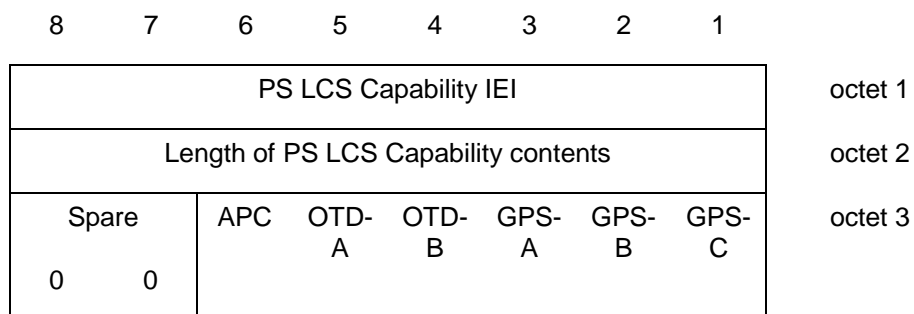 8 7 6 5 4 3 2 1
PS LCS Capability IEI octet 1
Length of PS LCS Capability contents octet 2
Spare APC OTD- OTD- GPS- GPS- GPS- octet 3
A B A B C
0 0